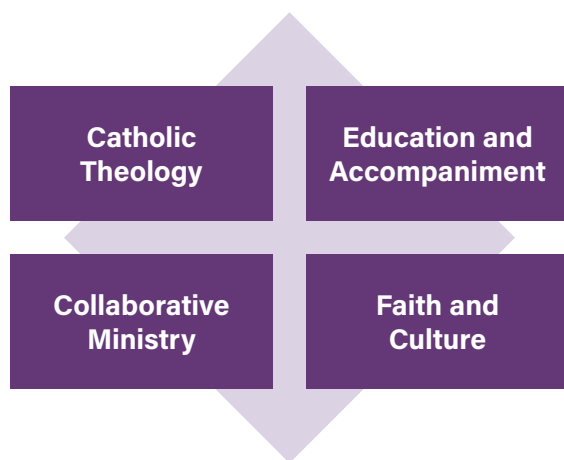 Catholic
Theology
Education and
Accompaniment
Collaborative
Ministry
Faith and
Culture